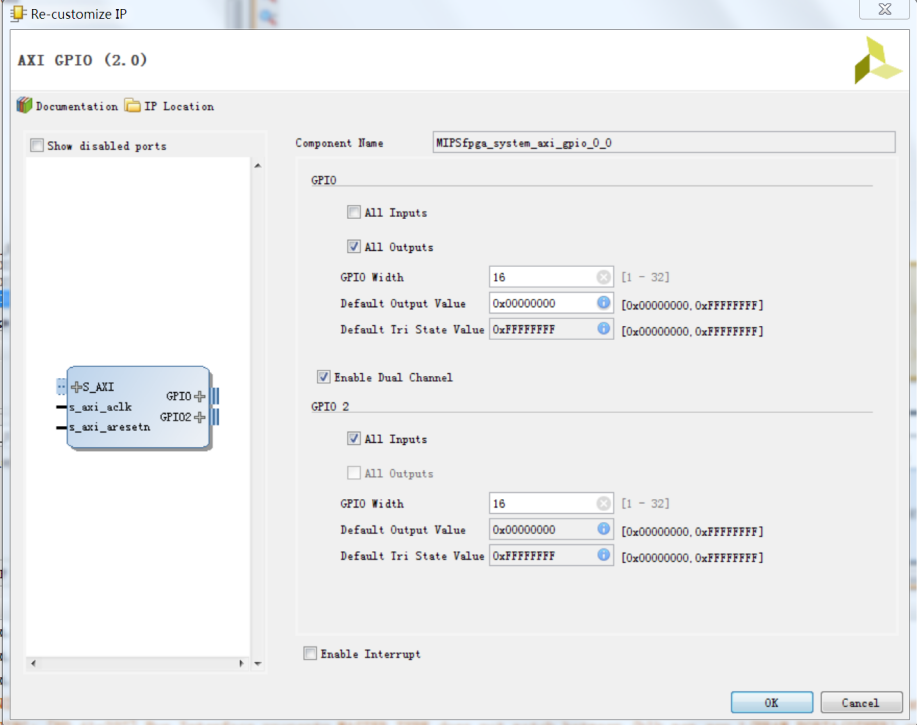 Re-customize IP
AXI GPIO (2.0)
Documentation IP Location
Show disabled ports
S_AXI
s_axi_aclk
s_axi_aresetn
GPIO
GPIO2
Component Name MIPSfpga_system_axi_gpio_0_0
GPIO
All Inputs
All Outputs
GPIO Width 16 [1 - 32]
Default Output Value 0x00000000 [0x00000000,0xFFFFFFFF]
Default Tri State Value 0xFFFFFFFF [0x00000000,0xFFFFFFFF]
Enable Dual Channel
GPIO 2
All Inputs
All Outputs
GPIO Width 16 [1 - 32]
Default Output Value 0x00000000 [0x00000000,0xFFFFFFFF]
Default Tri State Value 0xFFFFFFFF [0x00000000,0xFFFFFFFF]
Enable Interrupt
OK Cancel